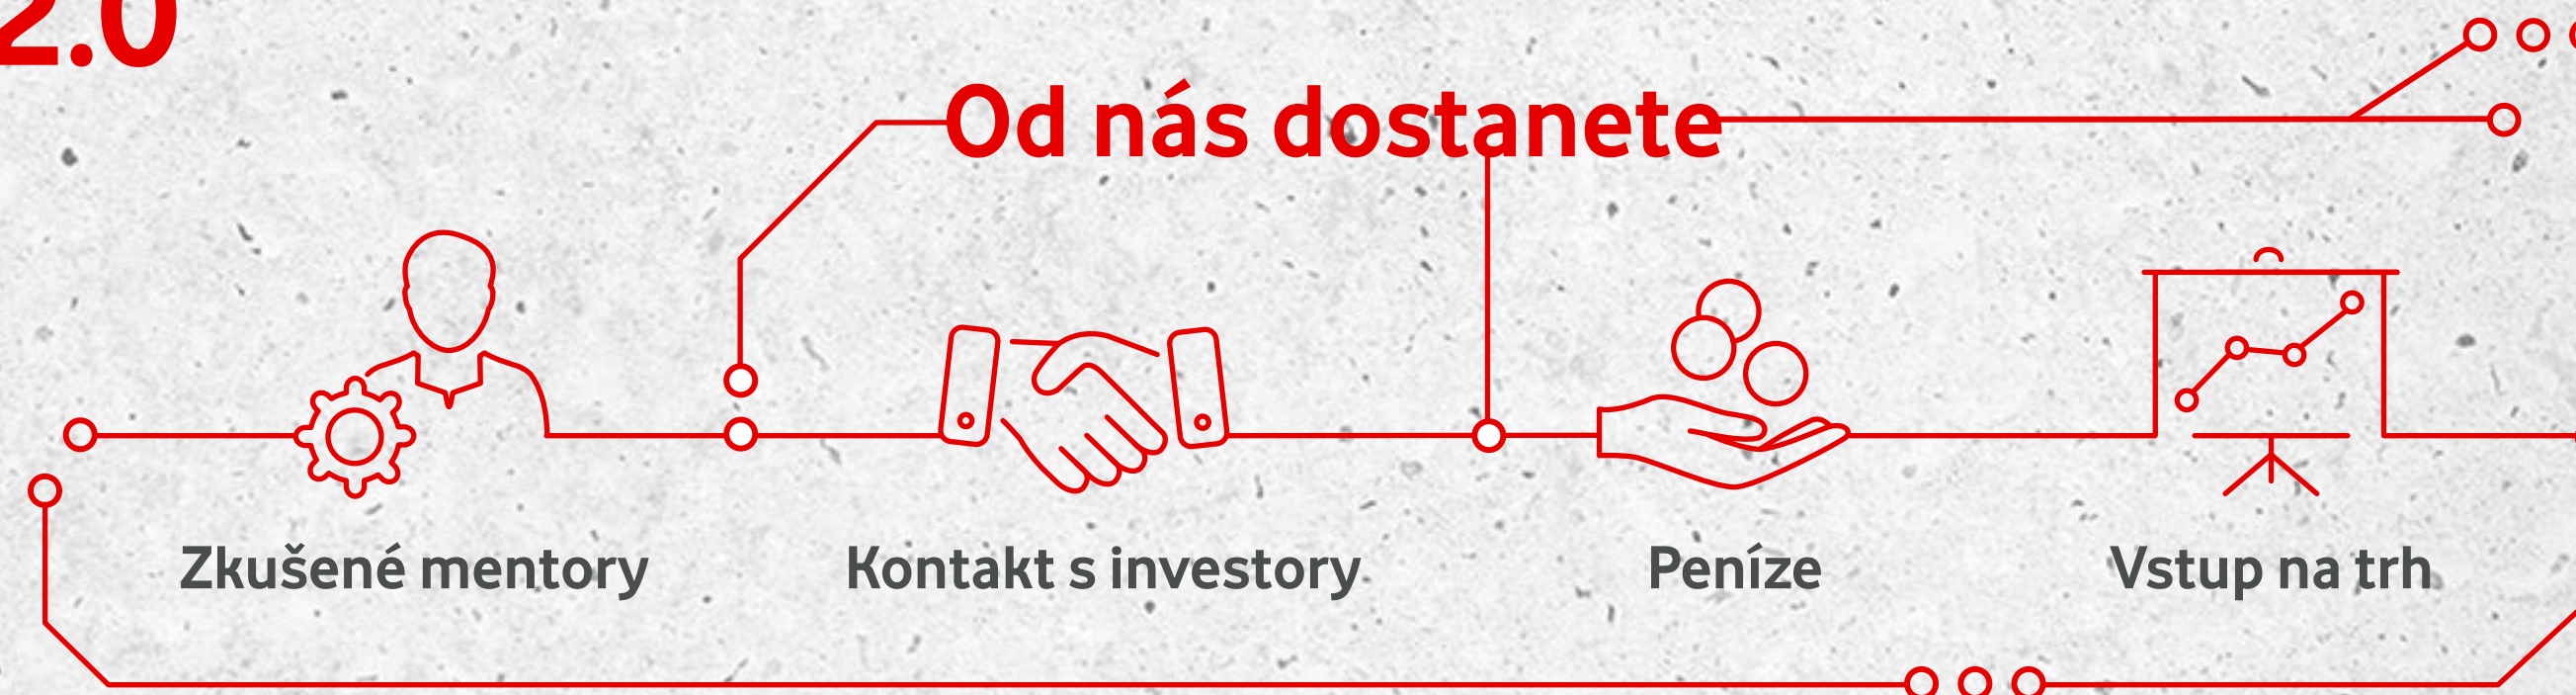 2.0
Od nás dostanete
Zkušené mentory
Kontakt s investory
Peníze
Vstup na trh